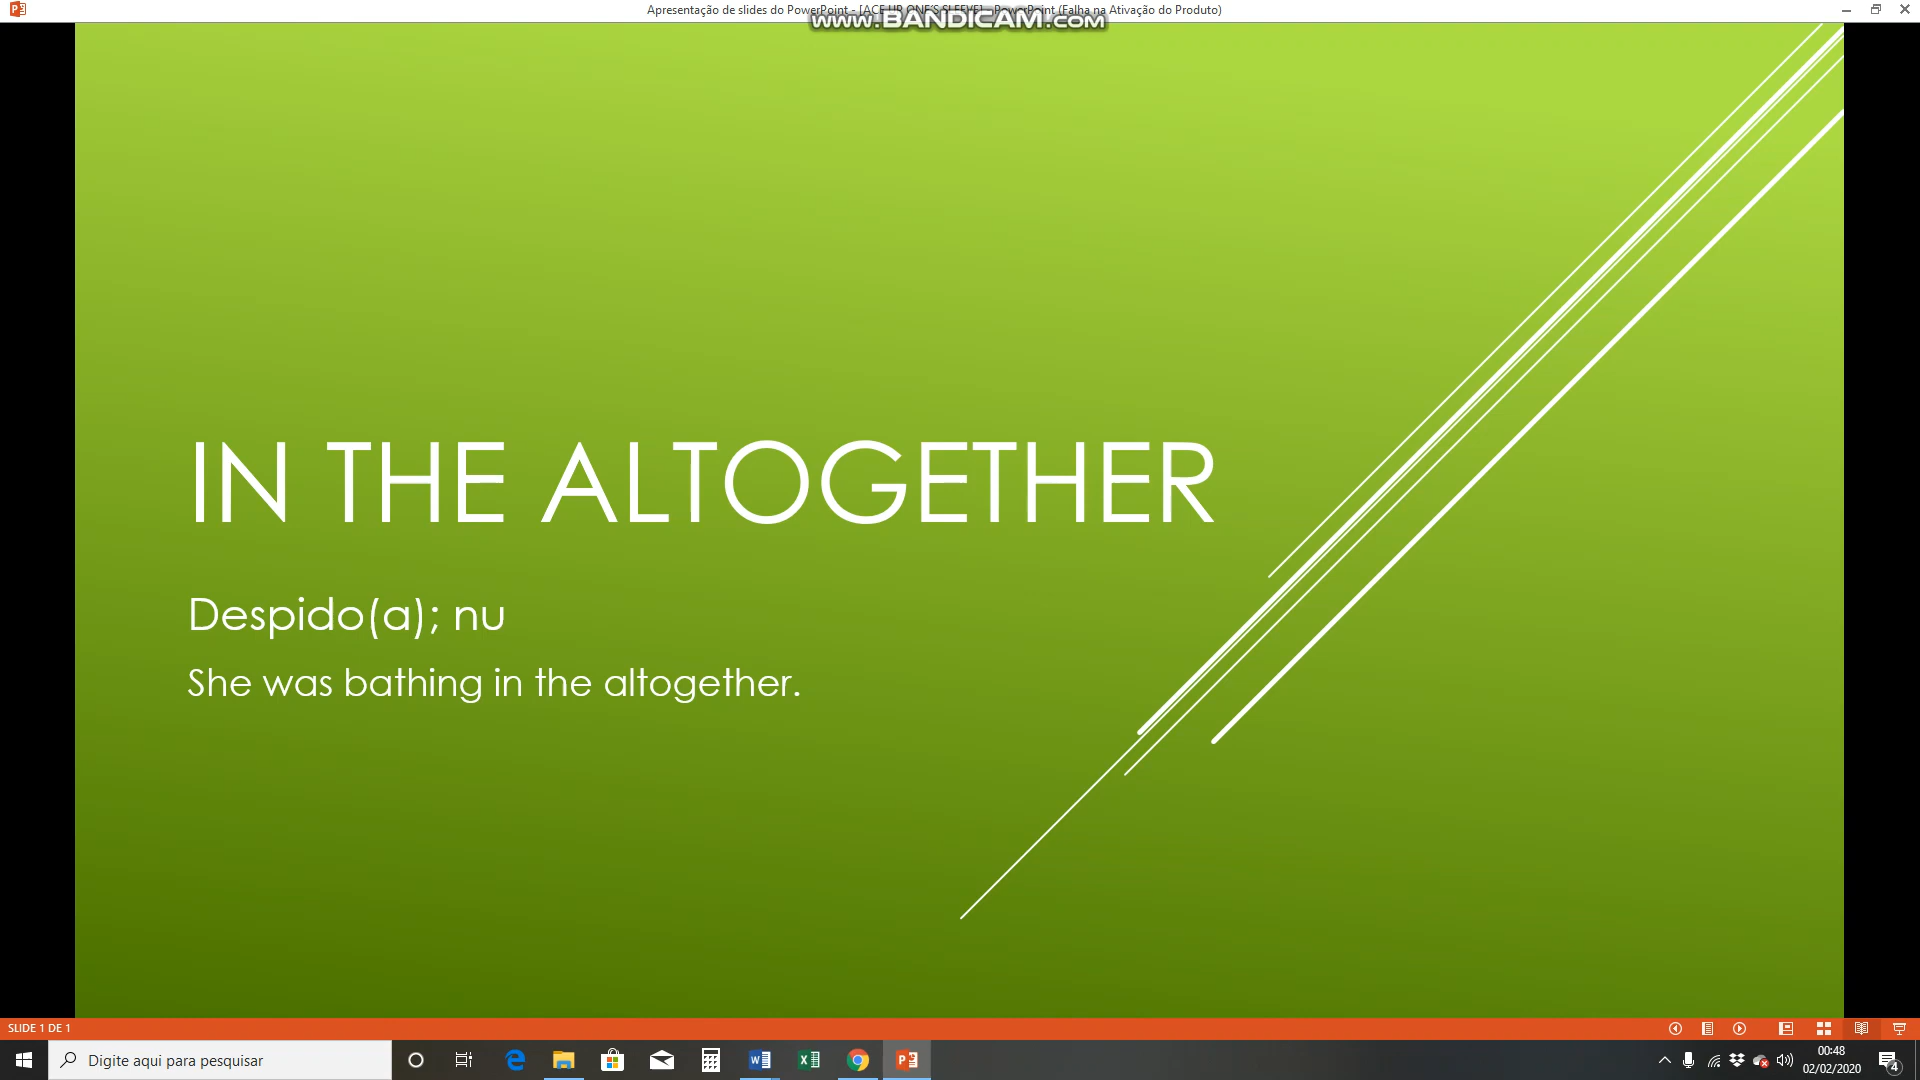 Apresentação de slides do PowerPoint - [ACE UP ONE'S SLEEVE] - PowerPoint (Falha na Ativação do Produto)
www.BANDICAM.com
IN THE ALTOGETHER
Despido(a); nu
She was bathing in the altogether.
SLIDE 1 DE 1
Digite aqui para pesquisar
00:48
02/02/2020
4